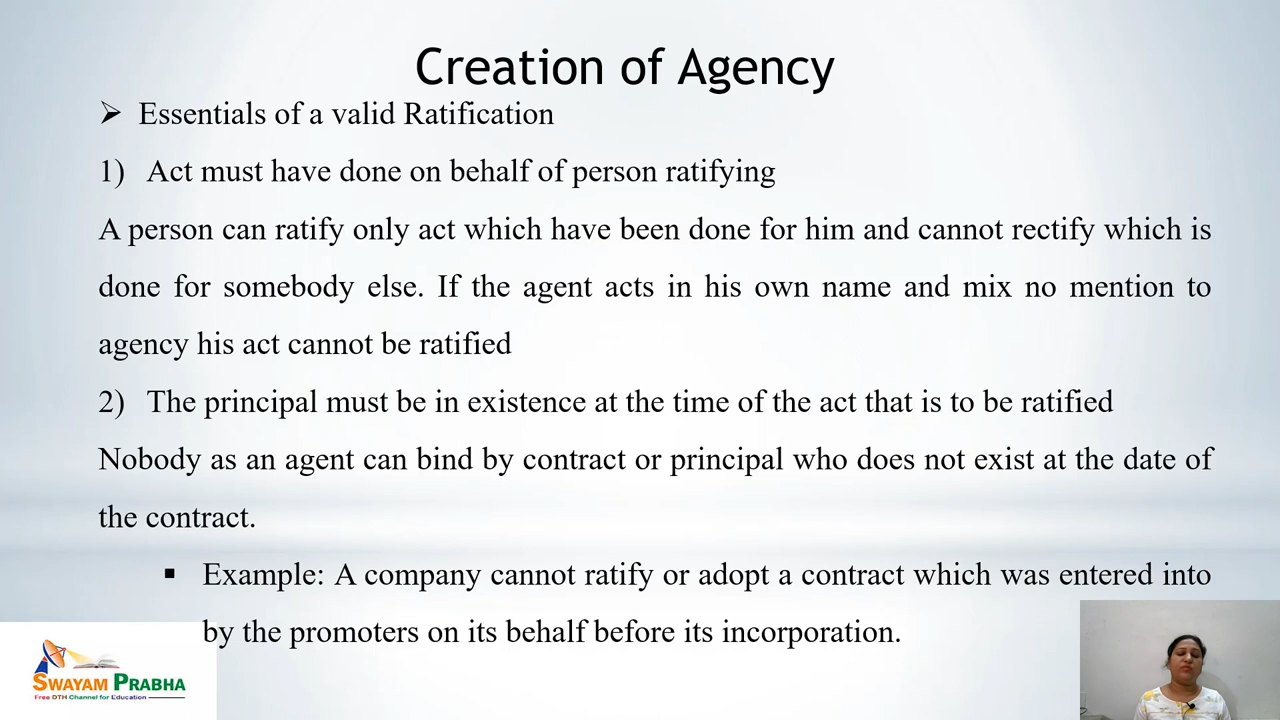 Creation of Agency
➢ Essentials of a valid Ratification
1) Act must have done on behalf of person ratifying
A person can ratify only act which have been done for him and cannot rectify which is
done for somebody else. If the agent acts in his own name and mix no mention to
agency his act cannot be ratified
2) The principal must be in existence at the time of the act that is to be ratified
Nobody as an agent can bind by contract or principal who does not exist at the date of
the contract.
▪ Example: A company cannot ratify or adopt a contract which was entered into
by the promoters on its behalf before its incorporation.
SWAYAM PRABHA
Free DTH Channel for Education